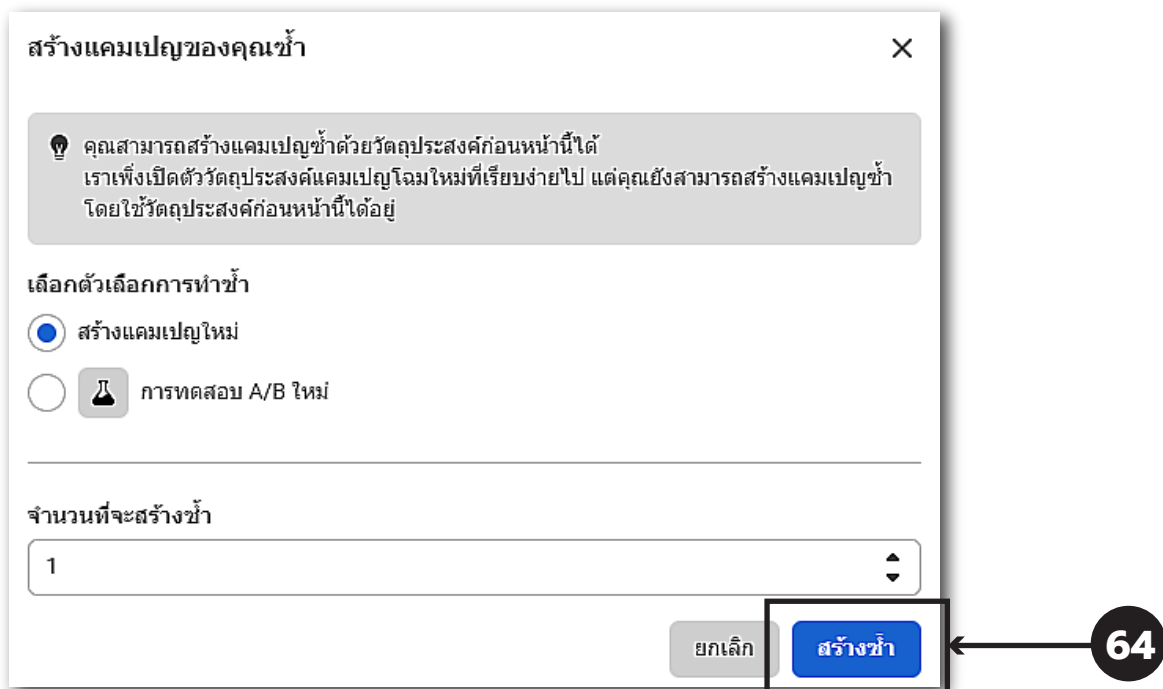 สร้างแคมเปญของคุณซ้ำ
คุณสามารถสร้างแคมเปญซ้ำด้วยวัตถุประสงค์ก่อนหน้านี้ได้
เราเพิ่งเปิดตัววัตถุประสงค์แคมเปญโฉมใหม่ที่เรียบง่ายไป แต่คุณยังสามารถสร้างแคมเปญซ้ำ
โดยใช้วัตถุประสงค์ก่อนหน้านี้ได้อยู่
เลือกตัวเลือกการทำซ้ำ
สร้างแคมเปญใหม่
การทดสอบ A/B ใหม่
จำนวนที่จะสร้างซ้ำ
1
ยกเลิก สร้างซ้ำ 64